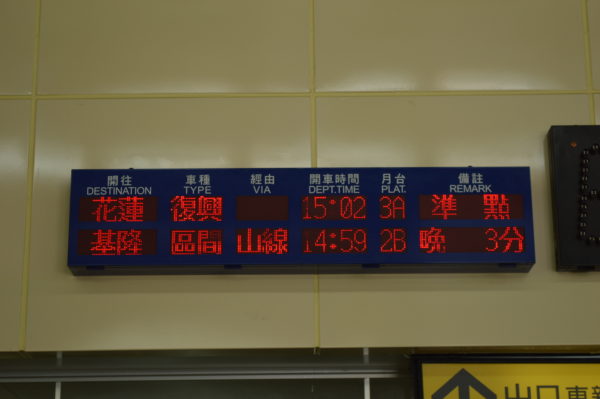 開往 車種 經由 開車時間 月台 備註
DESTINATION TYPE VIA DEPT.TIME PLAT. REMARK
花蓮 復興 15:02 3A 準 點
基隆 區間 山線 14:59 2B 晚 3分
出口